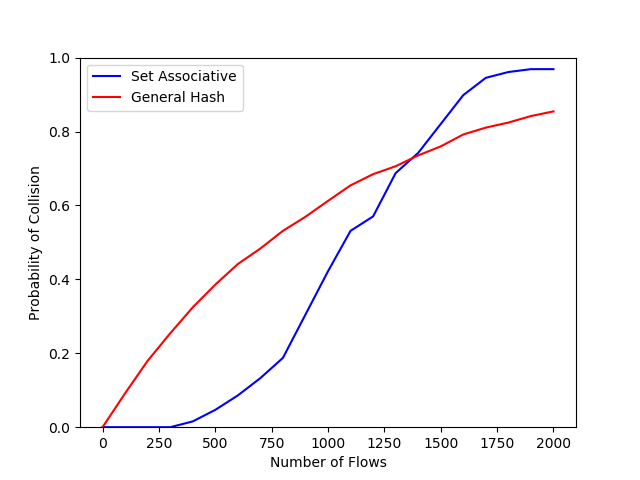 Set Associative
General Hash
1.0
0.8
0.6
0.4
0.2
0.0
Probability of Collision
0 250 500 750 1000 1250 1500 1750 2000
Number of Flows